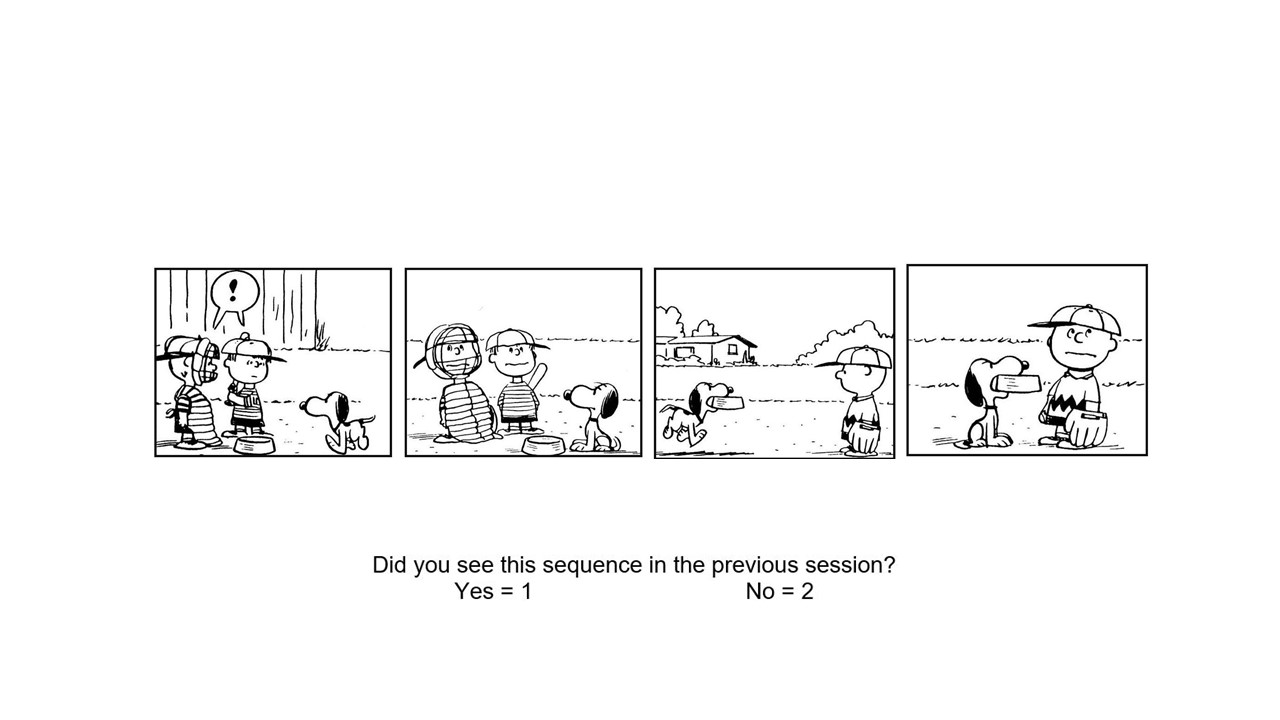 !
Did you see this sequence in the previous session?
Yes = 1 No = 2